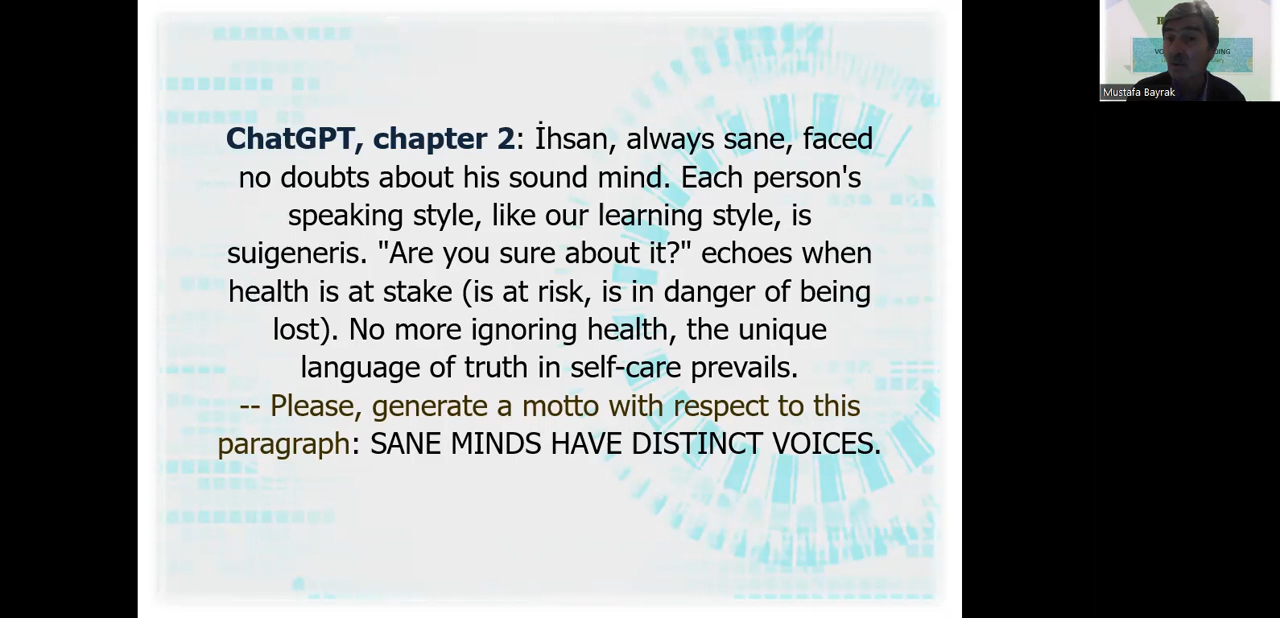 ChatGPT, chapter 2: İhsan, always sane, faced
no doubts about his sound mind. Each person's
speaking style, like our learning style, is
suigeneris. "Are you sure about it?" echoes when
health is at stake (is at risk, is in danger of being
lost). No more ignoring health, the unique
language of truth in self-care prevails.
-- Please, generate a motto with respect to this
paragraph: SANE MINDS HAVE DISTINCT VOICES.
Mustafa Bayrak